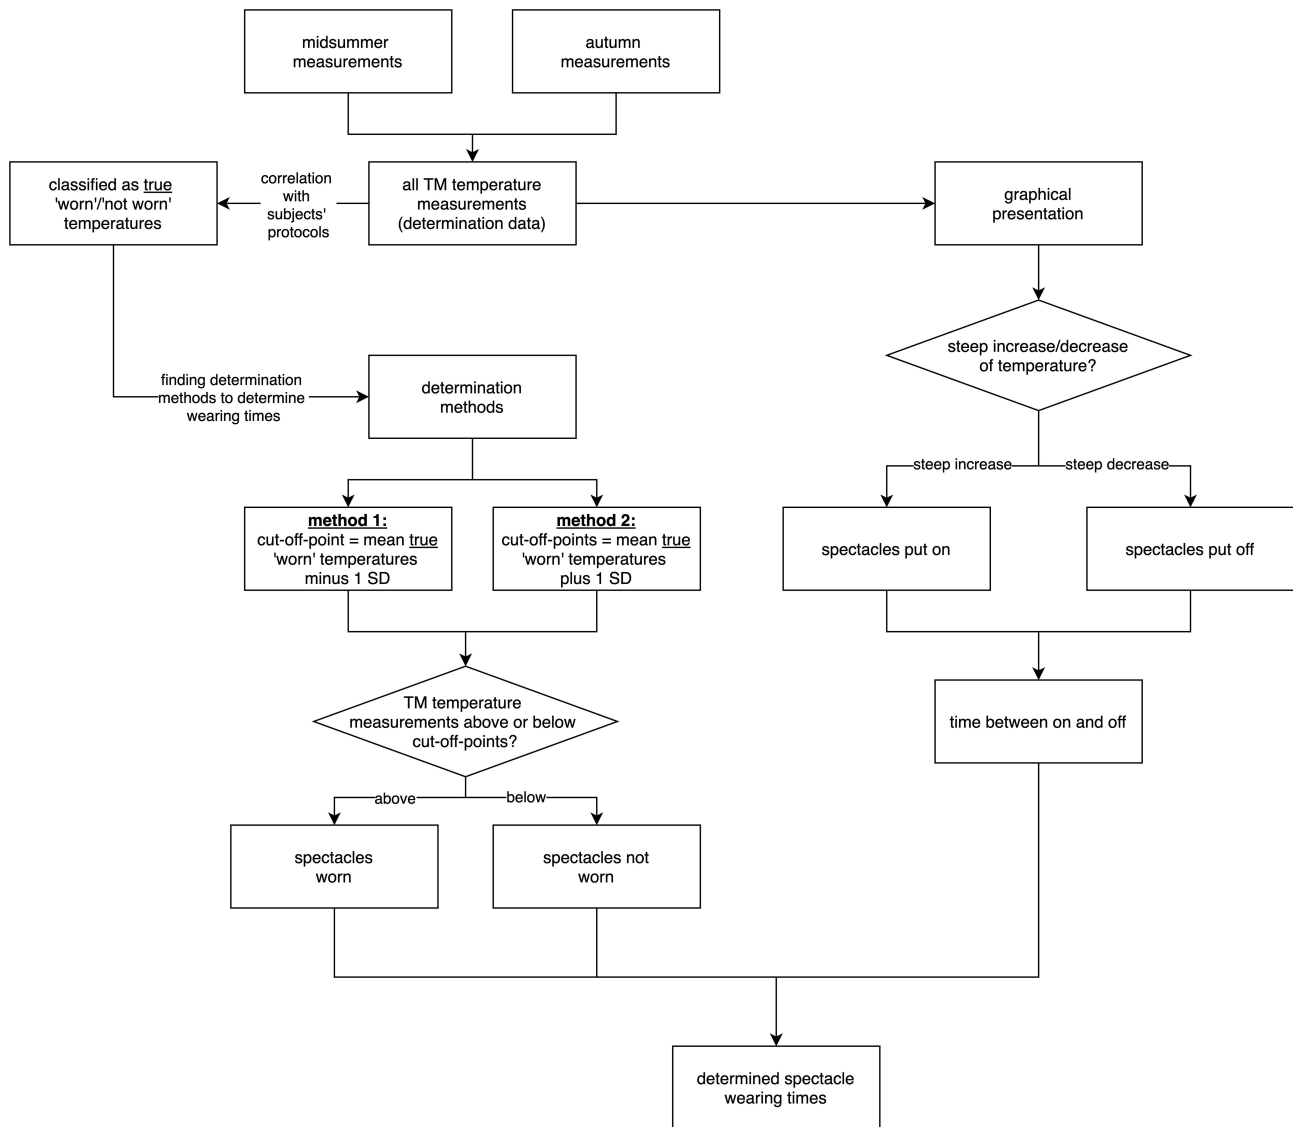 midsummer
measurements
autumn
measurements
classified as true
'worn'/'not worn'
temperatures
correlation
with
subjects'
protocols
all TM temperature
measurements
(determination data)
graphical
presentation
steep increase/decrease
of temperature?
finding determination
methods to determine
wearing times
determination
methods
steep increase
steep decrease
method 1:
cut-off-point = mean true
'worn' temperatures
minus 1 SD
method 2:
cut-off-points = mean true
'worn' temperatures
plus 1 SD
spectacles put on
spectacles put off
TM temperature
measurements above or below
cut-off-points?
time between on and off
above
below
spectacles
worn
spectacles not
worn
determined spectacle
wearing times